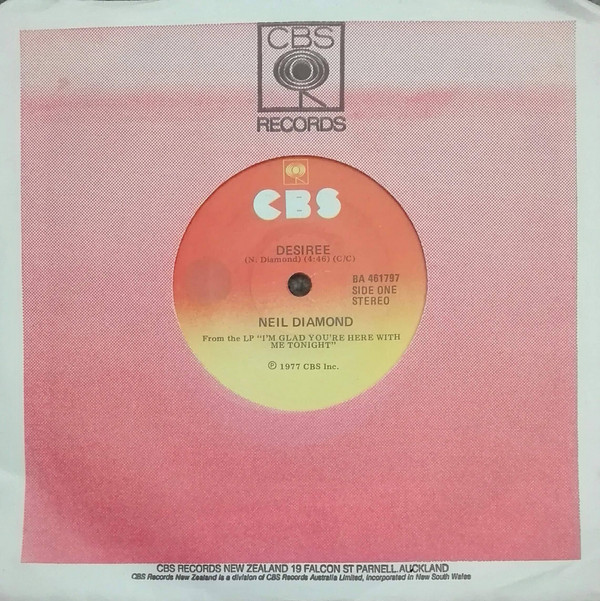 CBS
RECORDS
CBS
DESIREE
(N. Diamond) (4:46) (C/C)
BA 461797
SIDE ONE
STEREO
NEIL DIAMOND
From the LP "I'M GLAD YOU'RE HERE WITH
ME TONIGHT"
℗ 1977 CBS Inc.
CBS RECORDS NEW ZEALAND 19 FALCON ST PARNELL. AUCKLAND
CBS Records New Zealand is a division of CBS Records Australia Limited, incorporated in New South Wales